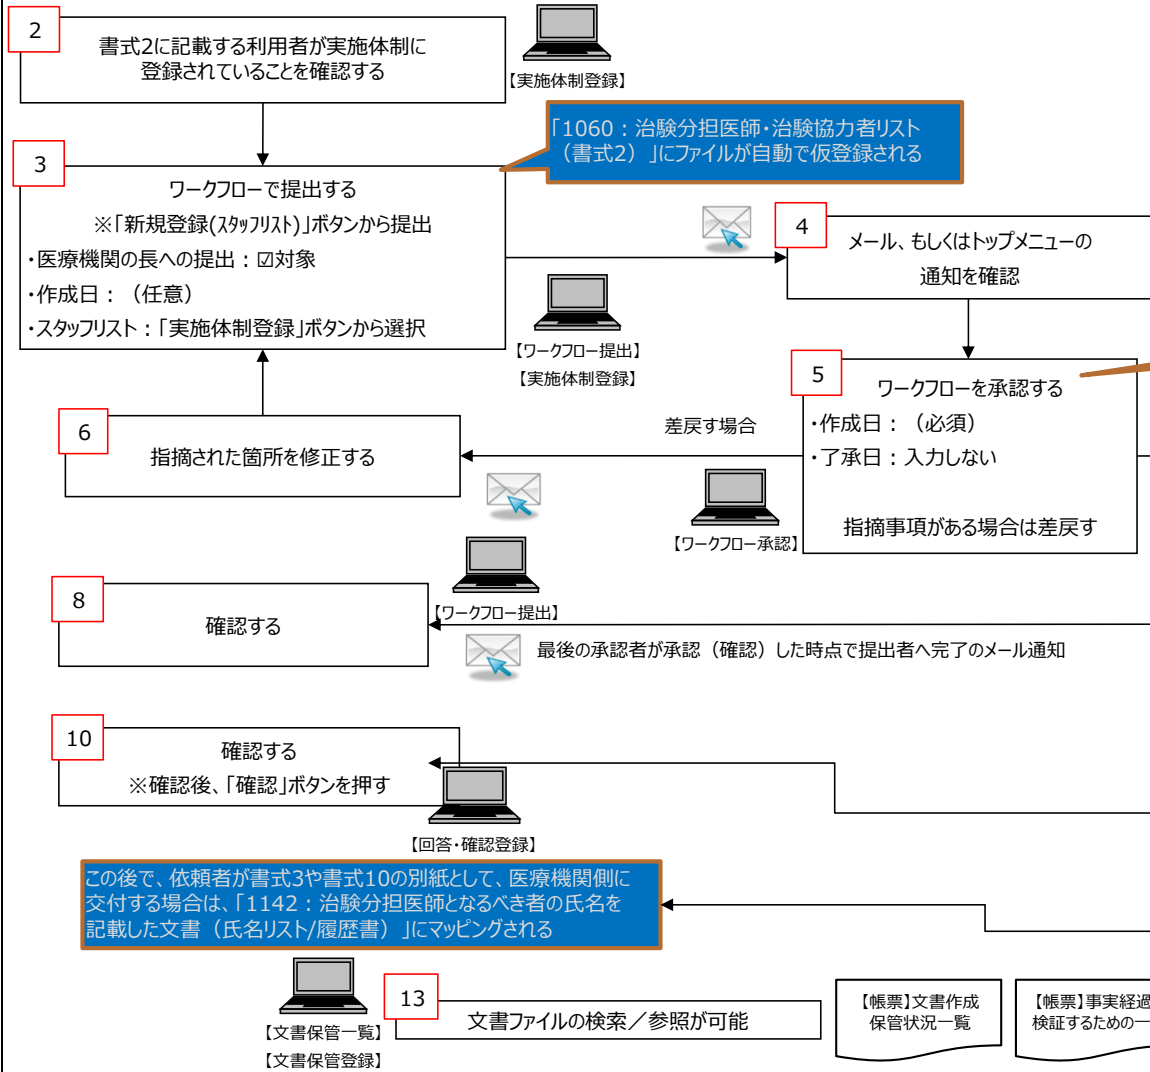 2
書式2に記載する利用者が実施体制に
登録されていることを確認する
【実施体制登録】
「1060：治験分担医師・治験協力者リスト
（書式2）」にファイルが自動で仮登録される
3
ワークフローで提出する
※「新規登録(スタッフリスト)」ボタンから提出
・医療機関の長への提出：☑対象
・作成日：（任意）
・スタッフリスト：「実施体制登録」ボタンから選択
【ワークフロー提出】
【実施体制登録】
4
メール、もしくはトップメニューの
通知を確認
5
ワークフローを承認する
・作成日：（必須）
・了承日：入力しない
指摘事項がある場合は差戻す
差戻す場合
【ワークフロー承認】
6
指摘された箇所を修正する
【ワークフロー提出】
8
確認する
最後の承認者が承認（確認）した時点で提出者へ完了のメール通知
10
確認する
※確認後、「確認」ボタンを押す
【回答・確認登録】
この後で、依頼者が書式3や書式10の別紙として、医療機関側に
交付する場合は、「1142：治験分担医師となるべき者の氏名を
記載した文書（氏名リスト/履歴書）」にマッピングされる
【文書保管一覧】
【文書保管登録】
13
文書ファイルの検索／参照が可能
【帳票】文書作成
保管状況一覧
【帳票】事実経過
検証するための一